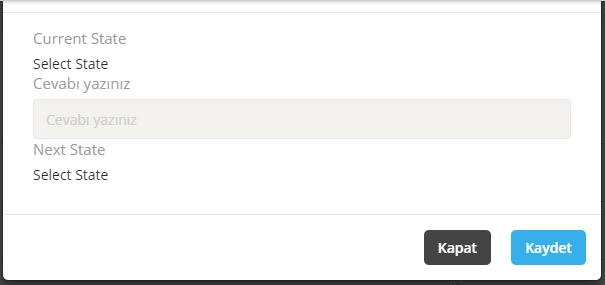 Current State
Select State
Cevabı yazınız
Cevabı yazınız
Next State
Select State
Kapat Kaydet